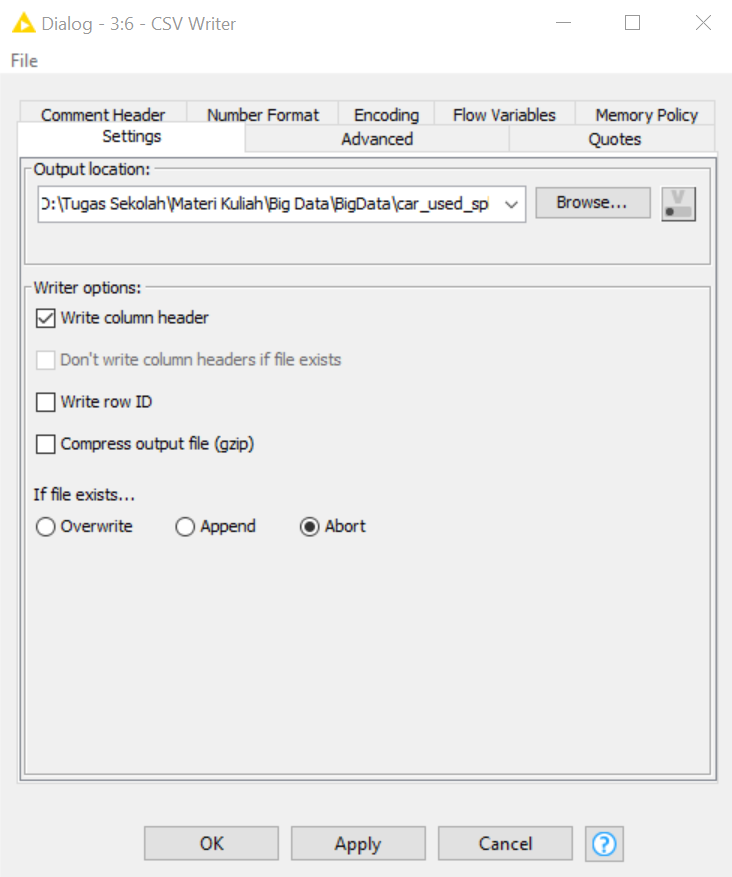 Dialog - 3:6 - CSV Writer
File
Comment Header Number Format Encoding Flow Variables Memory Policy
Settings Advanced Quotes
Output location:
D:\Tugas Sekolah\Materi Kuliah\Big Data\BigData\car_used_spl Browse... V
Writer options:
Write column header
Don't write column headers if file exists
Write row ID
Compress output file (gzip)
If file exists...
Overwrite Append Abort
OK Apply Cancel ?